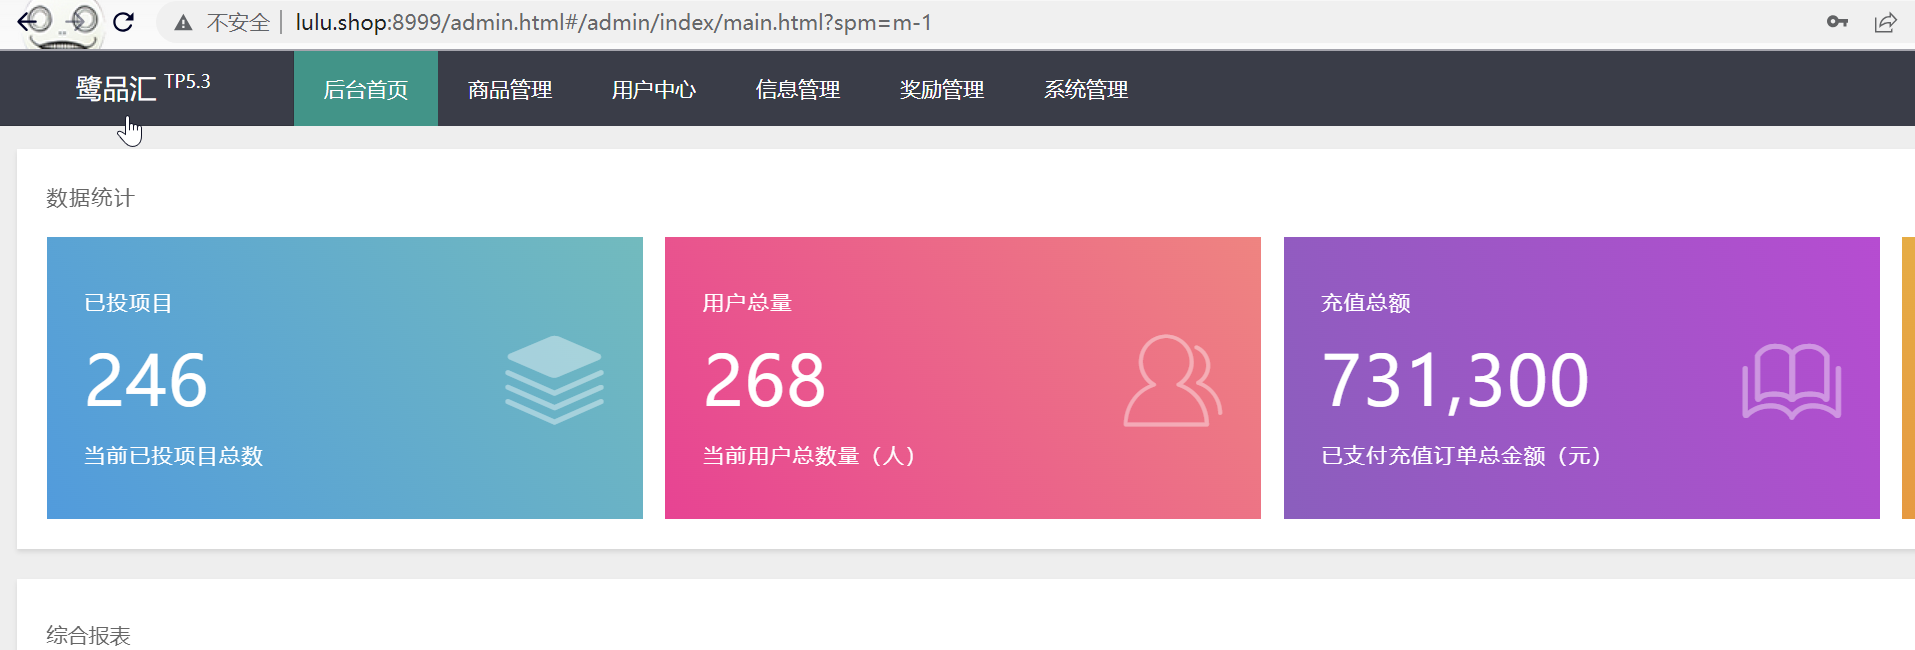 不安全 | lulu.shop:8999/admin.html#/admin/index/main.html?spm=m-1
鹭品汇 TP5.3 后台首页 商品管理 用户中心 信息管理 奖励管理 系统管理
数据统计
已投项目
246
当前已投项目总数
用户总量
268
当前用户总数量（人）
充值总额
731,300
已支付充值订单总金额（元）
综合报表